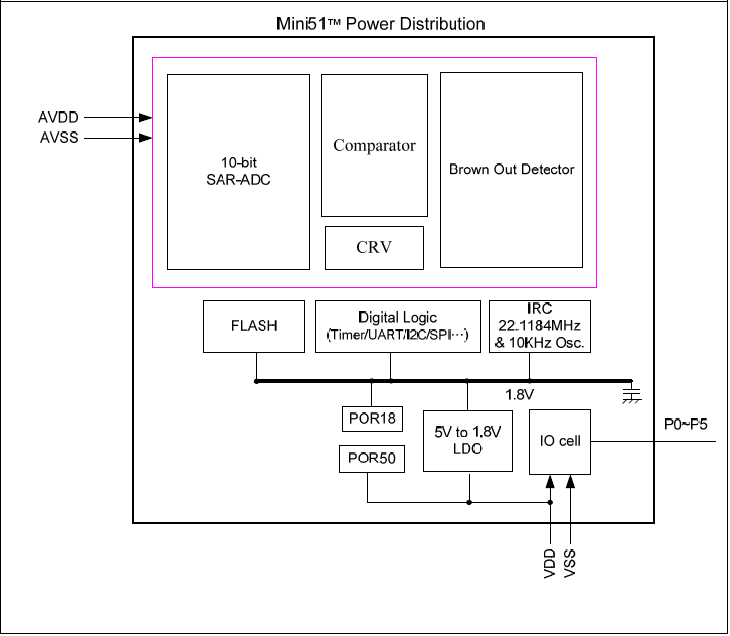 Mini51™ Power Distribution
AVDD
AVSS
10-bit
SAR-ADC
Comparator
CRV
Brown Out Detector
FLASH
Digital Logic
(Timer/UART/I2C/SPI⋯)
IRC
22.1184MHz
& 10KHz Osc.
1.8V
POR18
POR50
5V to 1.8V
LDO
IO cell
P0~P5
VDD
VSS